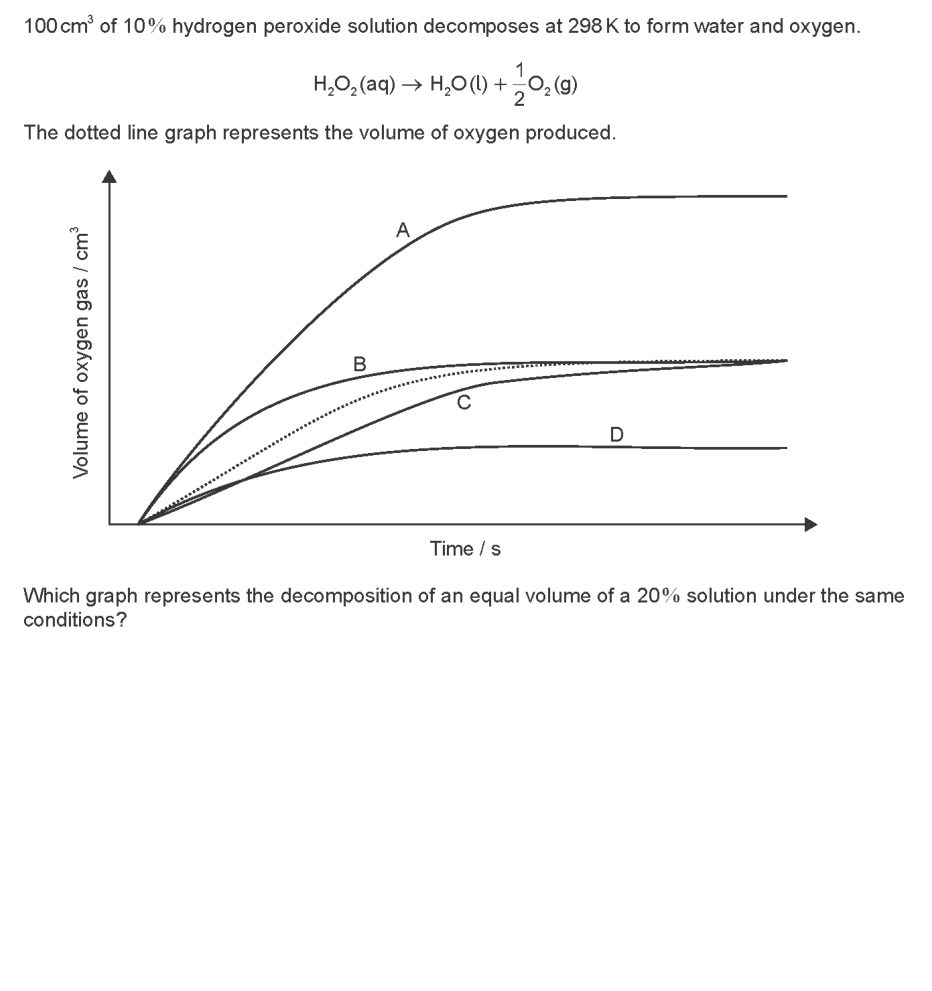 100 cm³ of 10% hydrogen peroxide solution decomposes at 298 K to form water and oxygen.
H₂O₂(aq) → H₂O(l) + 1/2 O₂(g)
The dotted line graph represents the volume of oxygen produced.
Volume of oxygen gas / cm³
A
B
C
D
Time / s
Which graph represents the decomposition of an equal volume of a 20% solution under the same
conditions?